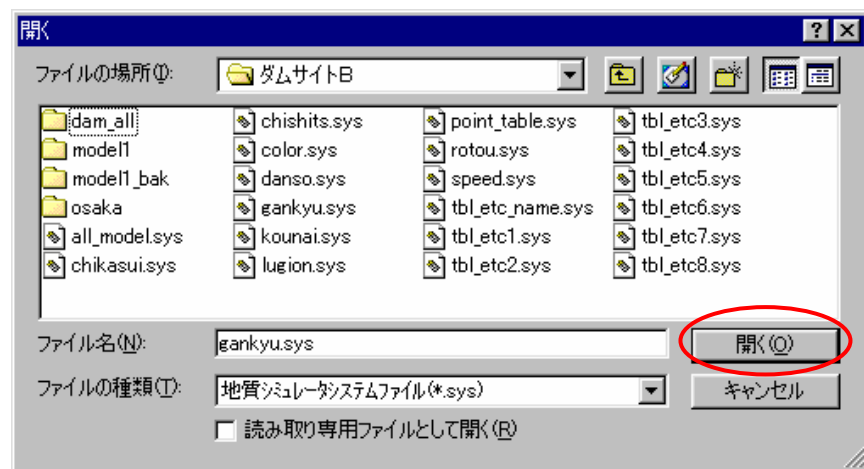 開く
ファイルの場所(I):
ダムサイトB
dam_all
model1
model1_bak
osaka
all_model.sys
chikasui.sys
chishits.sys
color.sys
danso.sys
gankyu.sys
kounai.sys
lugion.sys
point_table.sys
rotou.sys
speed.sys
tbl_etc_name.sys
tbl_etc1.sys
tbl_etc2.sys
tbl_etc3.sys
tbl_etc4.sys
tbl_etc5.sys
tbl_etc6.sys
tbl_etc7.sys
tbl_etc8.sys
ファイル名(N):
gankyu.sys
開く(O)
ファイルの種類(T):
地質シミュレータシステムファイル(*.sys)
キャンセル
読み取り専用ファイルとして開く(R)